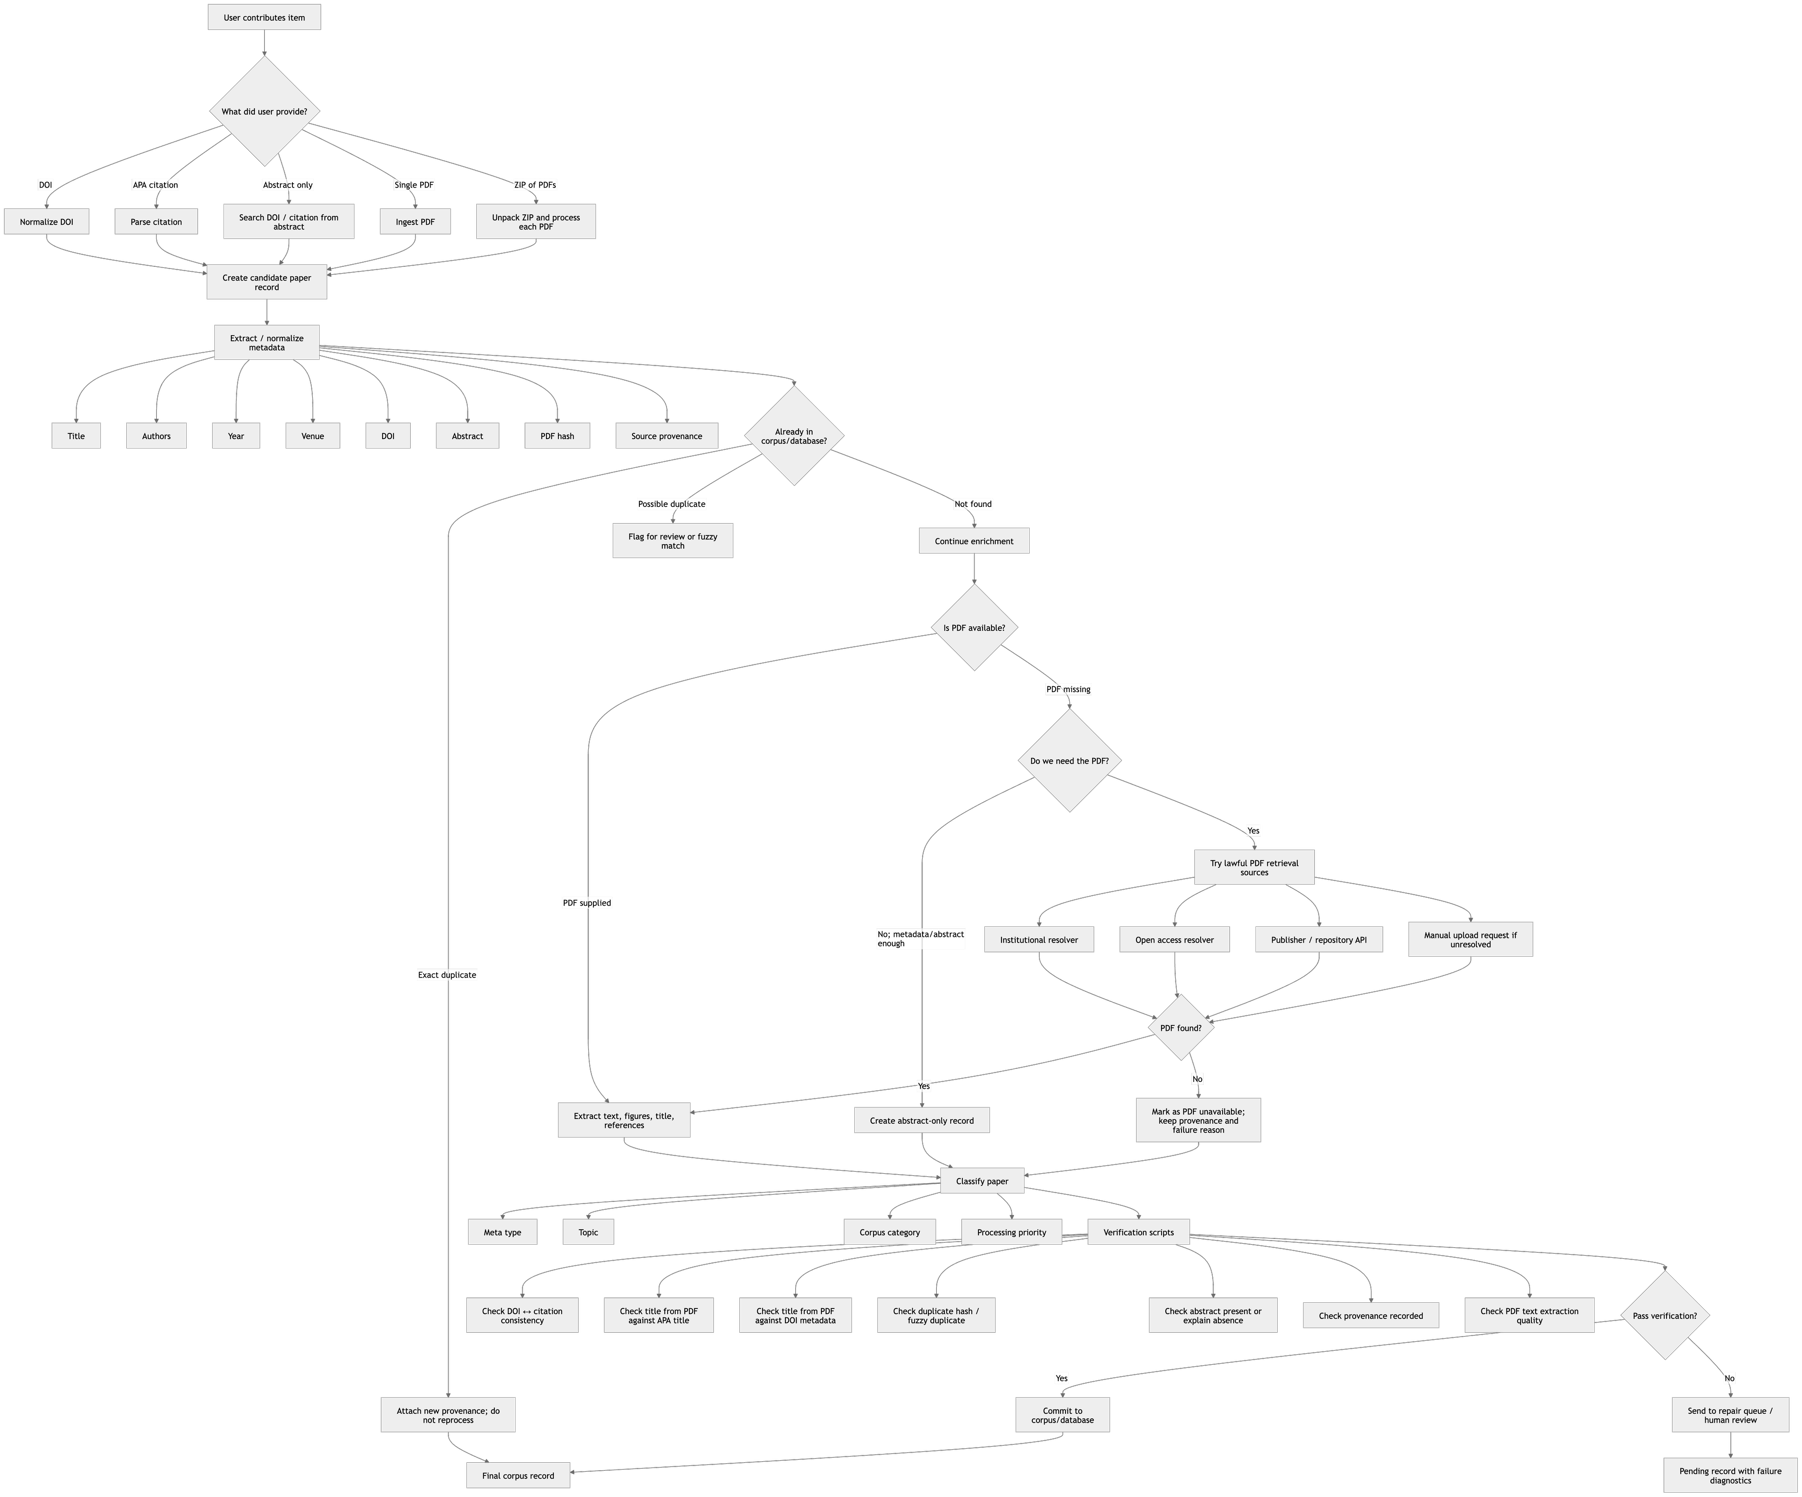 User contributes item
What did user provide?
DOI
APA citation
Abstract only
Single PDF
ZIP of PDFs
Normalize DOI
Parse citation
Search DOI / citation from
abstract
Ingest PDF
Unpack ZIP and process
each PDF
Create candidate paper
record
Extract / normalize
metadata
Title
Authors
Year
Venue
DOI
Abstract
PDF hash
Source provenance
Already in
corpus/database?
Possible duplicate
Not found
Flag for review or fuzzy
match
Continue enrichment
Is PDF available?
PDF missing
Do we need the PDF?
Yes
Try lawful PDF retrieval
sources
PDF supplied
No; metadata/abstract
enough
Institutional resolver
Open access resolver
Publisher / repository API
Manual upload request if
unresolved
Exact duplicate
PDF found?
Yes
No
Extract text, figures, title,
references
Create abstract-only record
Mark as PDF unavailable;
keep provenance and
failure reason
Classify paper
Meta type
Topic
Corpus category
Processing priority
Verification scripts
Check DOI ↔ citation
consistency
Check title from PDF
against APA title
Check title from PDF
against DOI metadata
Check duplicate hash /
fuzzy duplicate
Check abstract present or
explain absence
Check provenance recorded
Check PDF text extraction
quality
Pass verification?
Yes
No
Attach new provenance; do
not reprocess
Commit to
corpus/database
Send to repair queue /
human review
Final corpus record
Pending record with failure
diagnostics